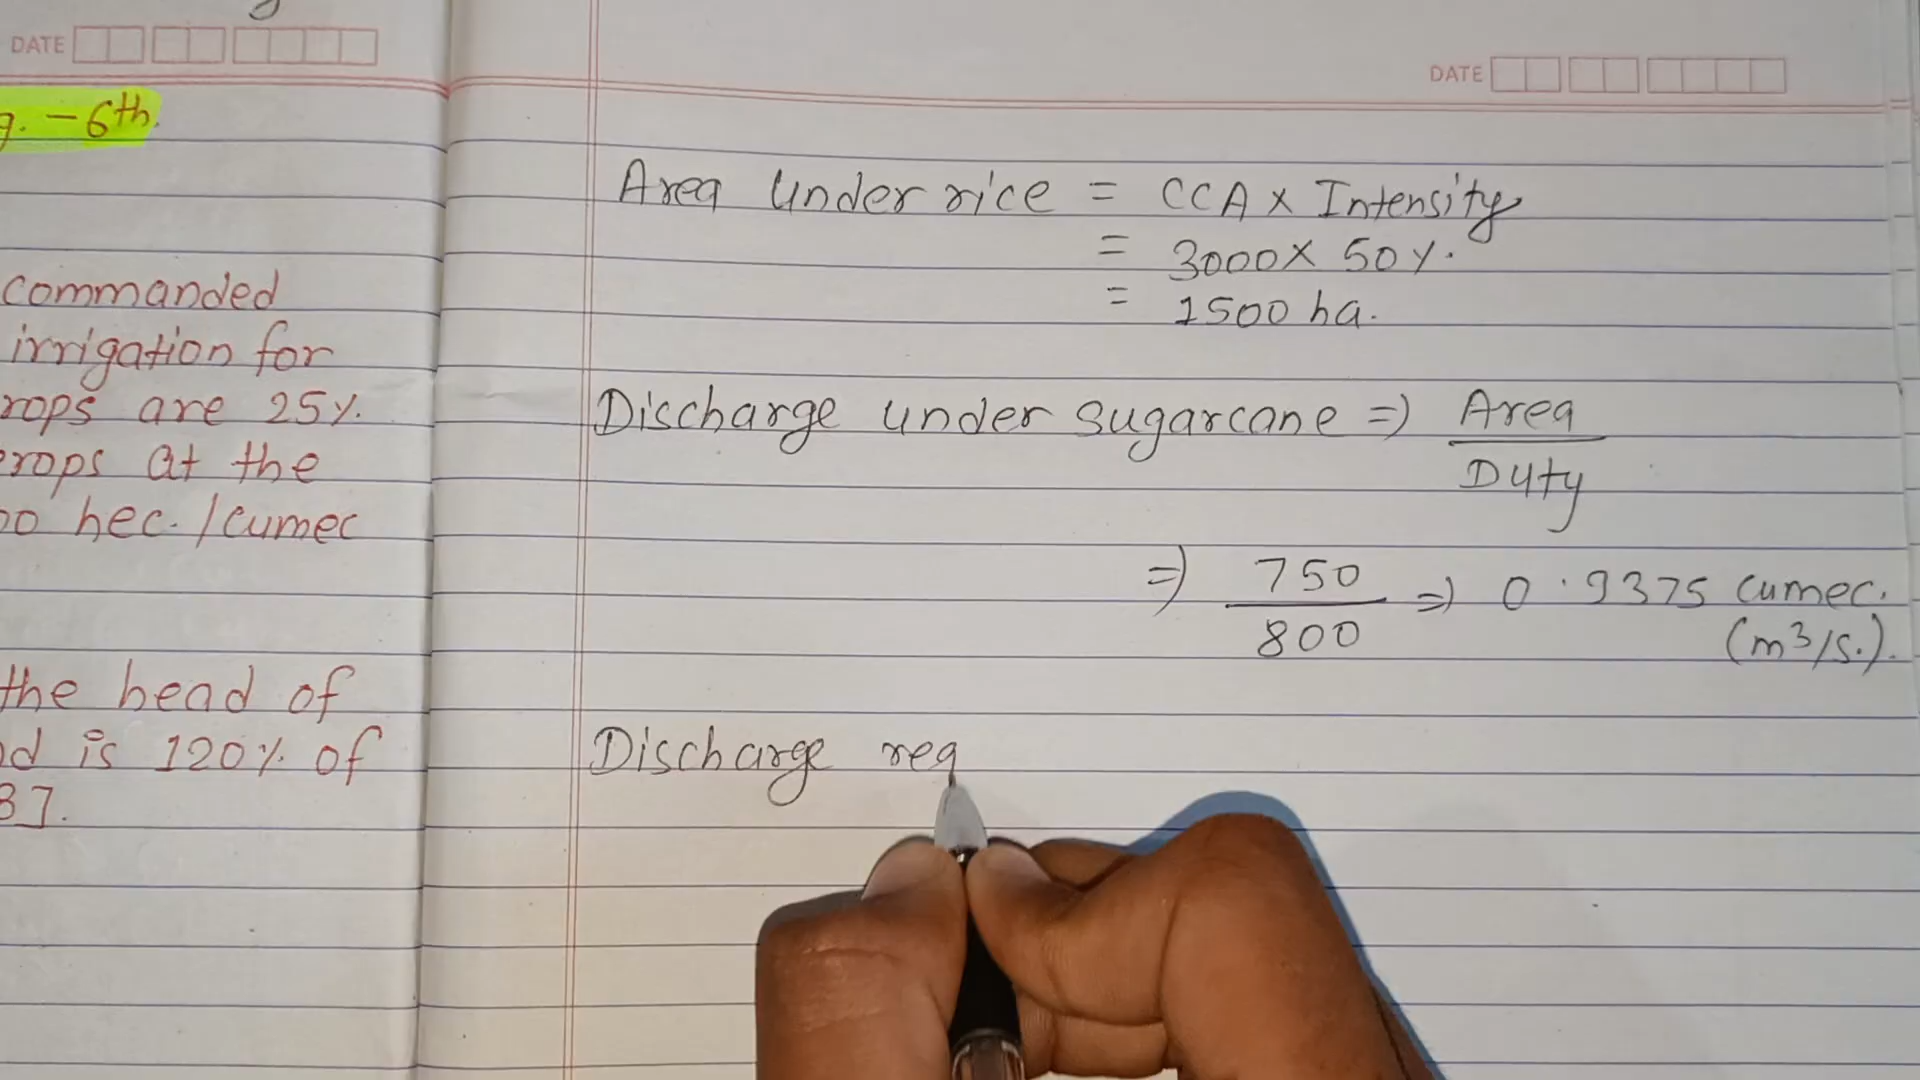 DATE
- 6th.
commanded
irrigation for
rops are 25%.
rops at the
00 hec. / cumec
the head of
d is 120% of
3].
DATE
Area Under rice = CCA x Intensity
= 3000 x 50%.
= 1500 ha.
Discharge under sugarcane => Area
Duty
=> 750 => 0.9375 cumec.
800 (m3/s.).
Discharge req